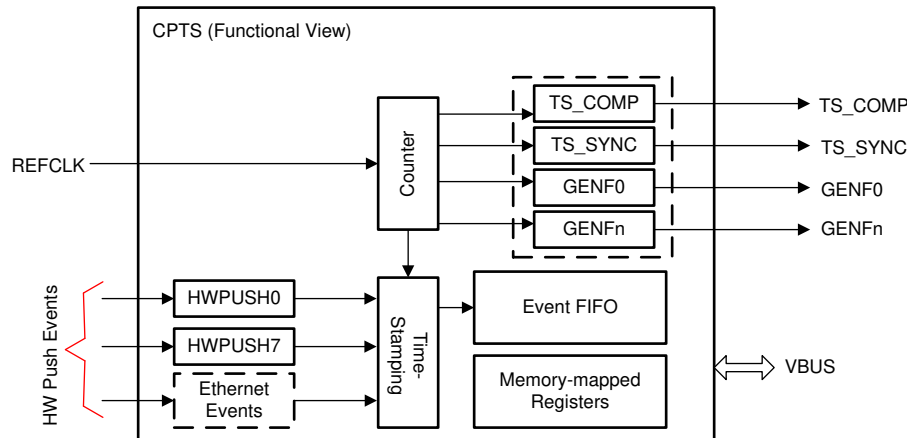 CPTS (Functional View)
REFCLK
Counter
TS_COMP
TS_SYNC
GENF0
GENFn
TS_COMP
TS_SYNC
GENF0
GENFn
HW Push Events
HWPUSH0
HWPUSH7
Ethernet
Events
Time-
Stamping
Event FIFO
Memory-mapped
Registers
VBUS